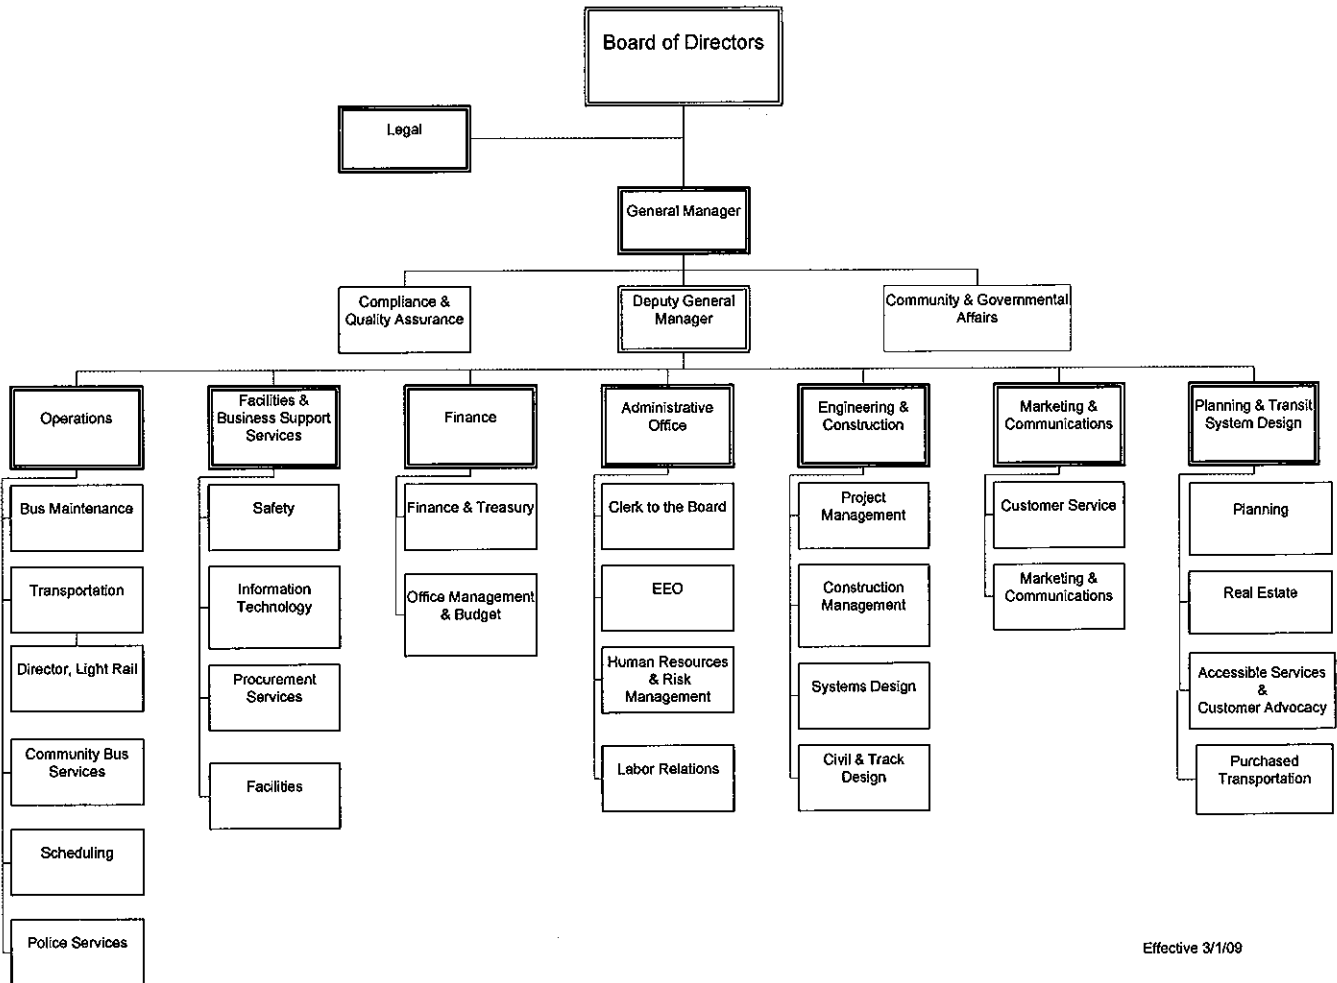 Board of Directors
Legal
General Manager
Compliance &
Quality Assurance
Deputy General
Manager
Community & Governmental
Affairs
Operations
Facilities &
Business Support
Services
Finance
Administrative
Office
Engineering &
Construction
Marketing &
Communications
Planning & Transit
System Design
Bus Maintenance
Transportation
Director, Light Rail
Community Bus
Services
Scheduling
Police Services
Safety
Information
Technology
Procurement
Services
Facilities
Finance & Treasury
Office Management
& Budget
Clerk to the Board
EEO
Human Resources
& Risk
Management
Labor Relations
Project
Management
Construction
Management
Systems Design
Civil & Track
Design
Customer Service
Marketing &
Communications
Planning
Real Estate
Accessible Services
&
Customer Advocacy
Purchased
Transportation
Effective 3/1/09